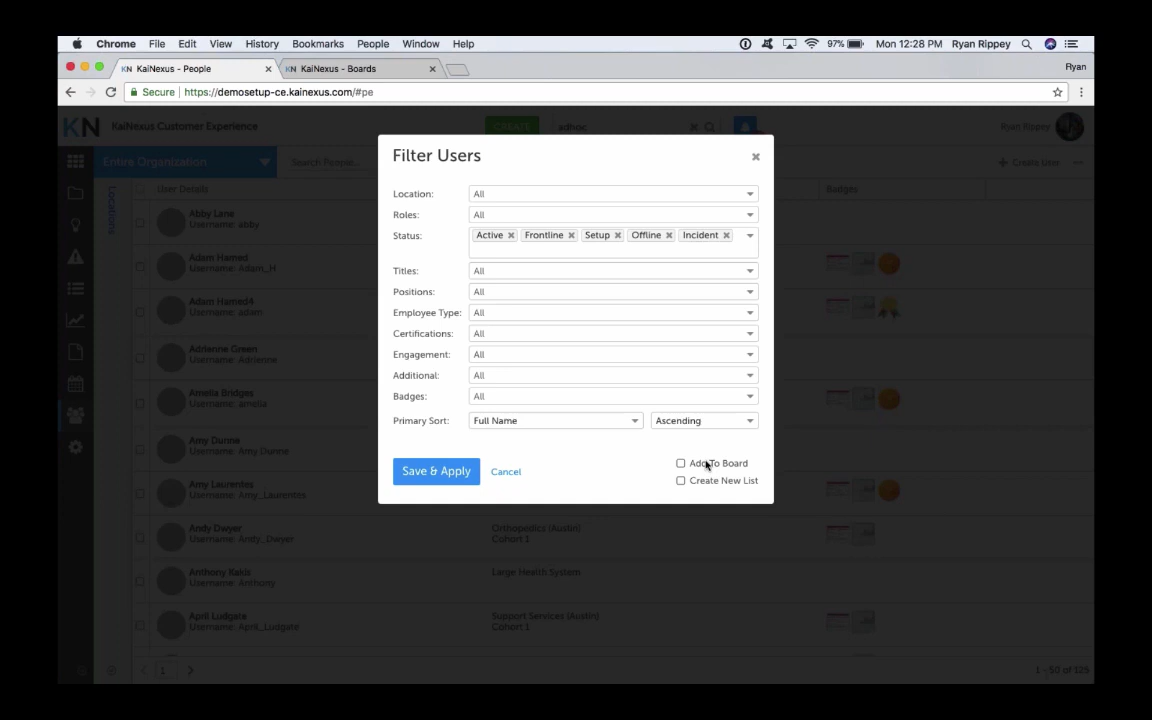 Chrome File Edit View History Bookmarks People Window Help 97% Mon 12:28 PM Ryan Rippey
KN KaiNexus - People × KN KaiNexus - Boards × Ryan
Secure | https://demosetup-ce.kainexus.com/#pe
KN KaiNexus Customer Experience CREATE adhoc Ryan Rippey
Entire Organization Search People... + Create User
Locations
User Details Badges
Abby Lane
Username: abby
Adam Hamed
Username: Adam_H
Adam Hamed4
Username: adam
Adrienne Green
Username: Adrienne
Amelia Bridges
Username: amelia
Amy Dunne
Username: Amy Dunne
Amy Laurentes
Username: Amy_Laurentes
Andy Dwyer
Username: Andy_Dwyer
Orthopedics (Austin)
Cohort 1
Anthony Kakis
Username: Anthony
Large Health System
April Ludgate
Username: April_Ludgate
Support Services (Austin)
Cohort 1
1 1 - 50 of 125
Filter Users
Location: All
Roles: All
Status: Active Frontline Setup Offline Incident
Titles: All
Positions: All
Employee Type: All
Certifications: All
Engagement: All
Additional: All
Badges: All
Primary Sort: Full Name Ascending
Save & Apply Cancel
Add To Board
Create New List